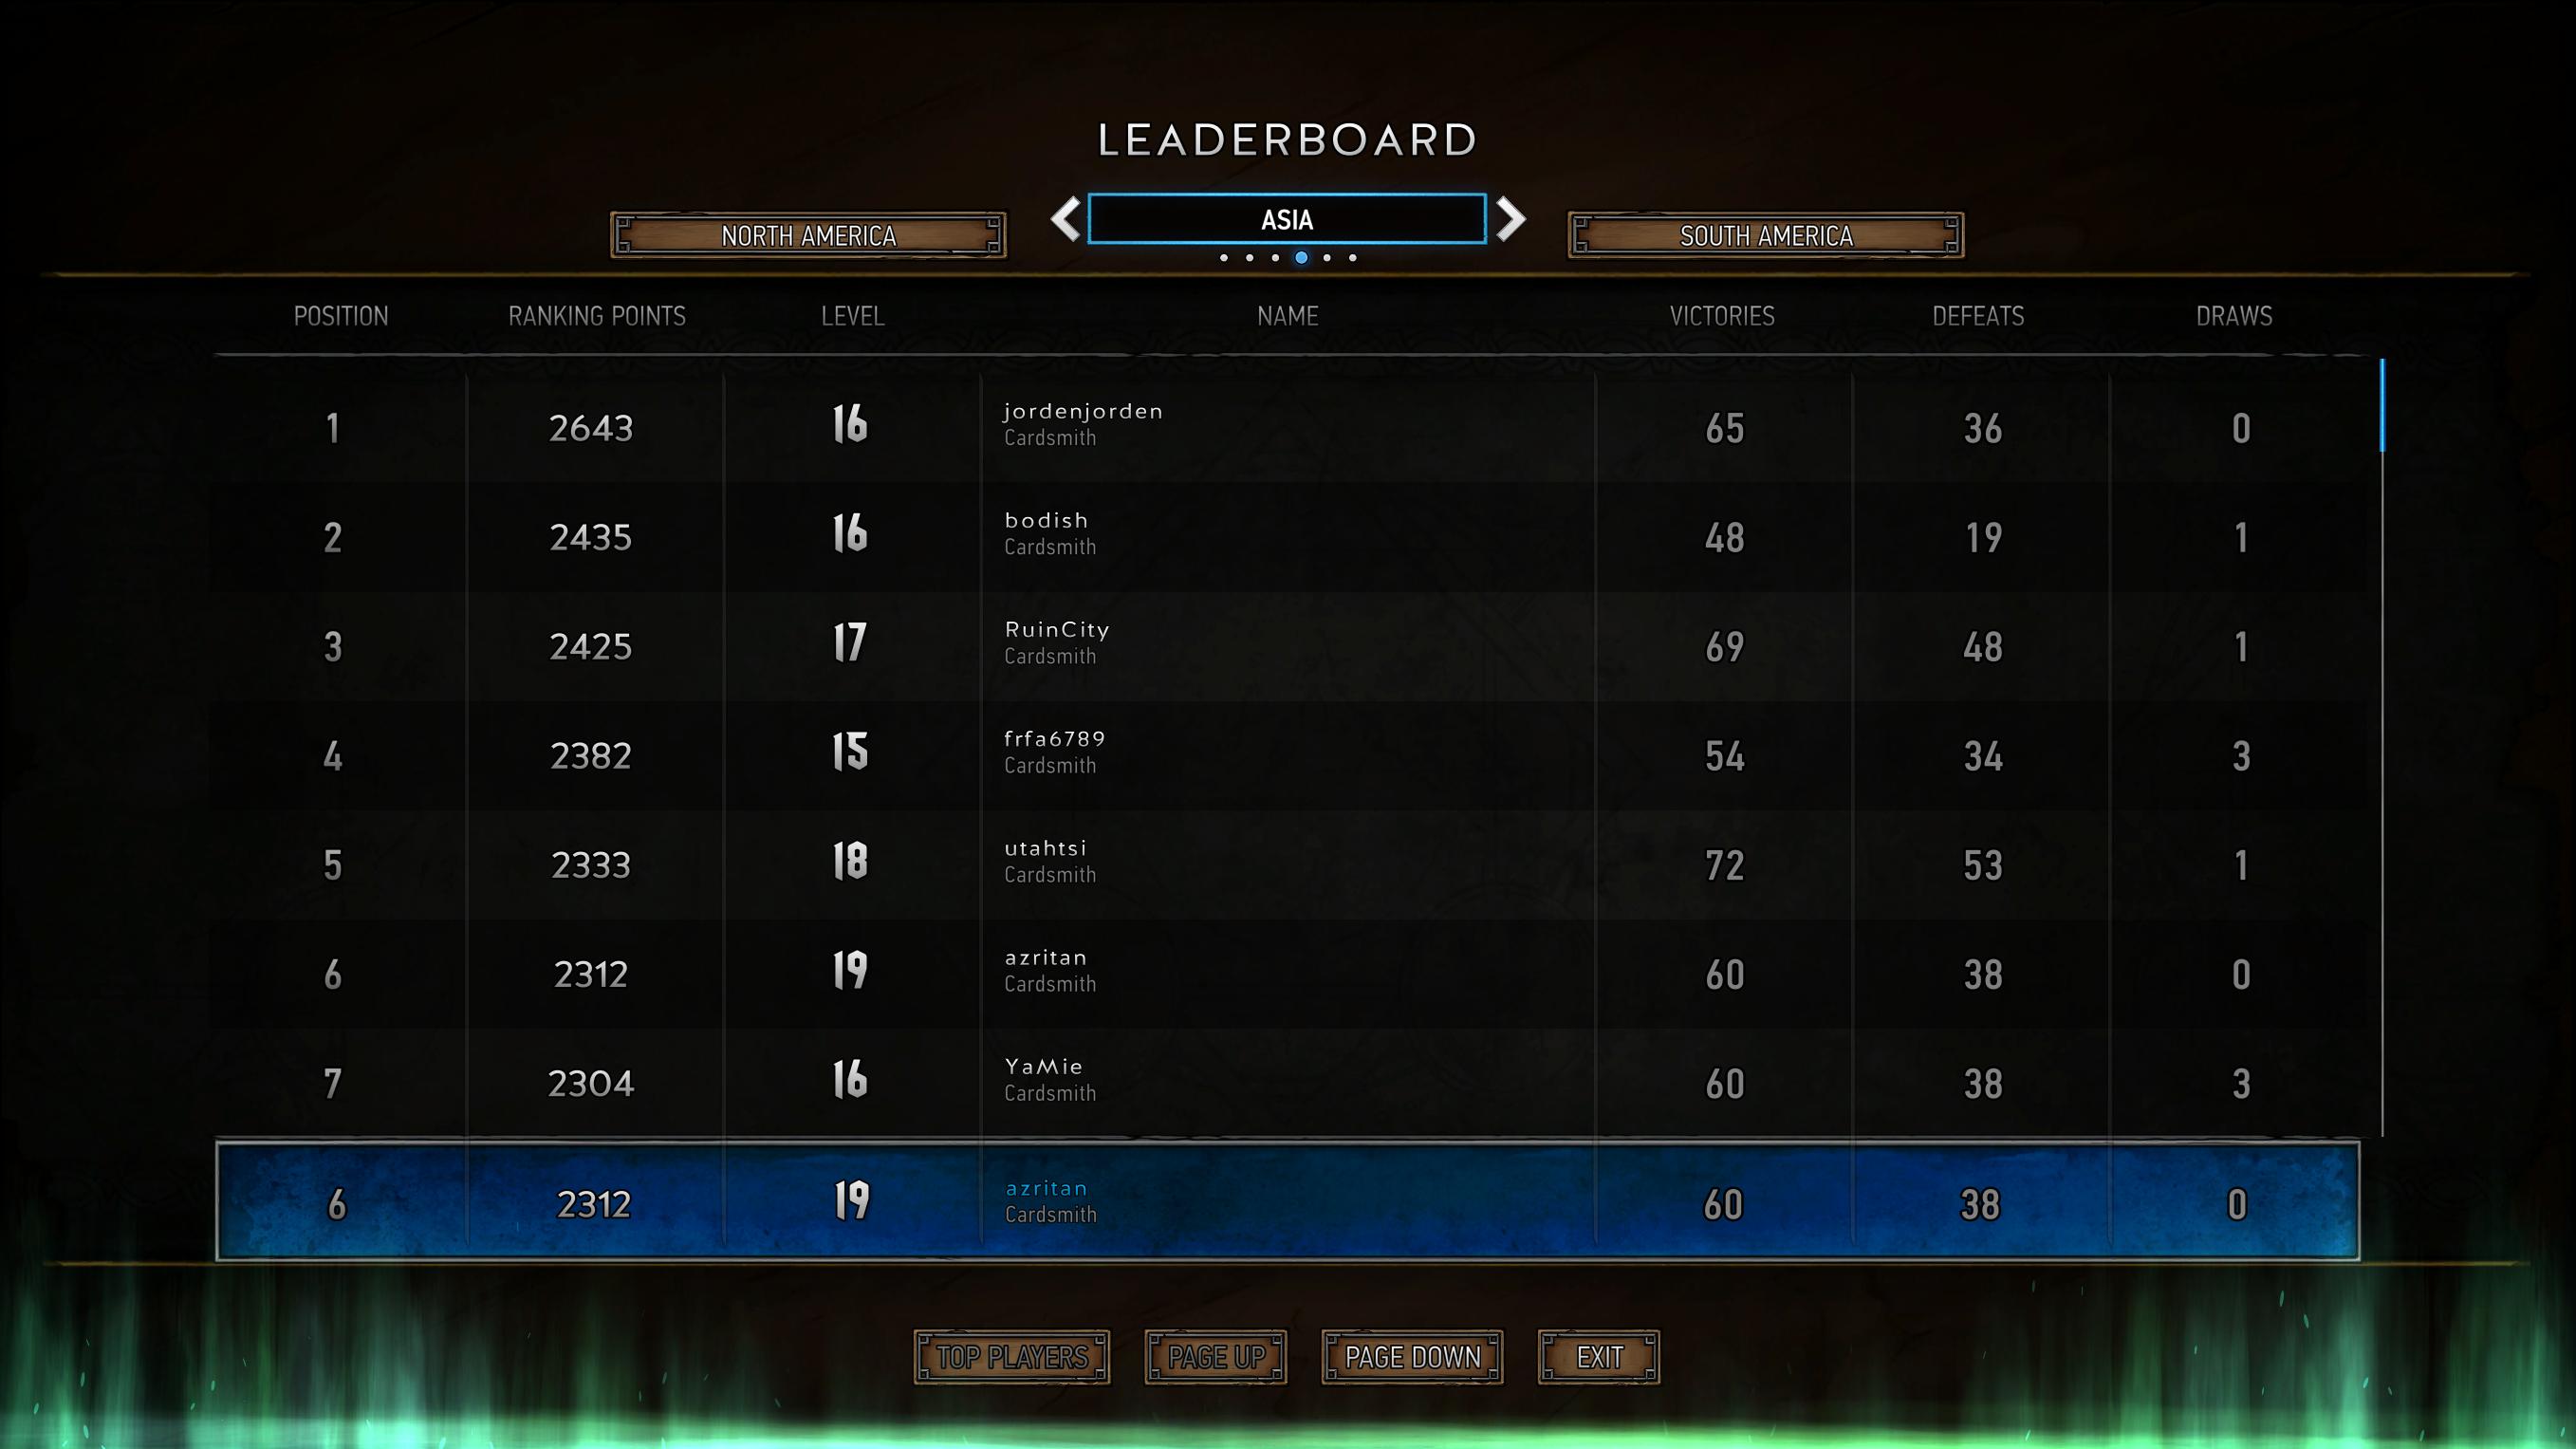 LEADERBOARD
NORTH AMERICA
ASIA
SOUTH AMERICA
POSITION RANKING POINTS LEVEL NAME VICTORIES DEFEATS DRAWS
1 2643 16 jordenjorden 65 36 0
Cardsmith
2 2435 16 bodish 48 19 1
Cardsmith
3 2425 17 RuinCity 69 48 1
Cardsmith
4 2382 15 frfa6789 54 34 3
Cardsmith
5 2333 18 utahtsi 72 53 1
Cardsmith
6 2312 19 azritan 60 38 0
Cardsmith
7 2304 16 YaMie 60 38 3
Cardsmith
6 2312 19 azritan 60 38 0
Cardsmith
TOP PLAYERS PAGE UP PAGE DOWN EXIT